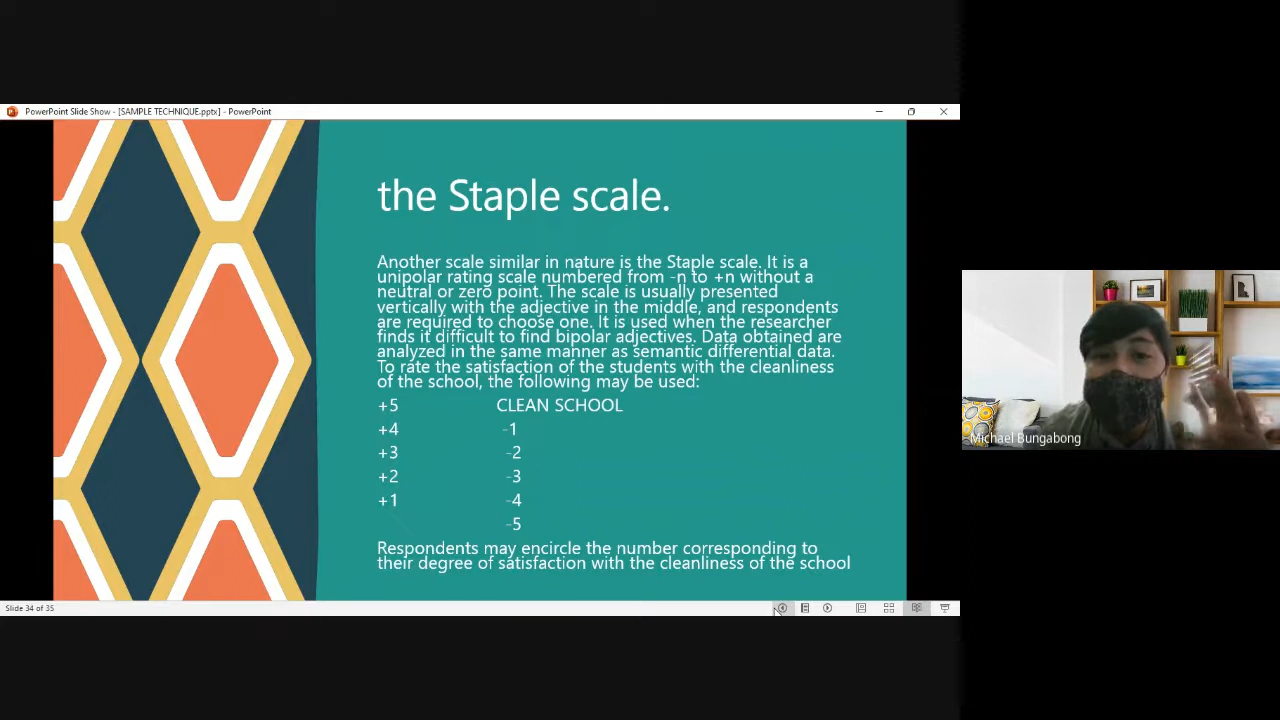 PowerPoint Slide Show - [SAMPLE TECHNIQUE.pptx] - PowerPoint
the Staple scale.
Another scale similar in nature is the Staple scale. It is a
unipolar rating scale numbered from -n to +n without a
neutral or zero point. The scale is usually presented
vertically with the adjective in the middle, and respondents
are required to choose one. It is used when the researcher
finds it difficult to find bipolar adjectives. Data obtained are
analyzed in the same manner as semantic differential data.
To rate the satisfaction of the students with the cleanliness
of the school, the following may be used:
+5 CLEAN SCHOOL
+4 -1
+3 -2
+2 -3
+1 -4
-5
Respondents may encircle the number corresponding to
their degree of satisfaction with the cleanliness of the school
Slide 34 of 35
Michael Bungabong